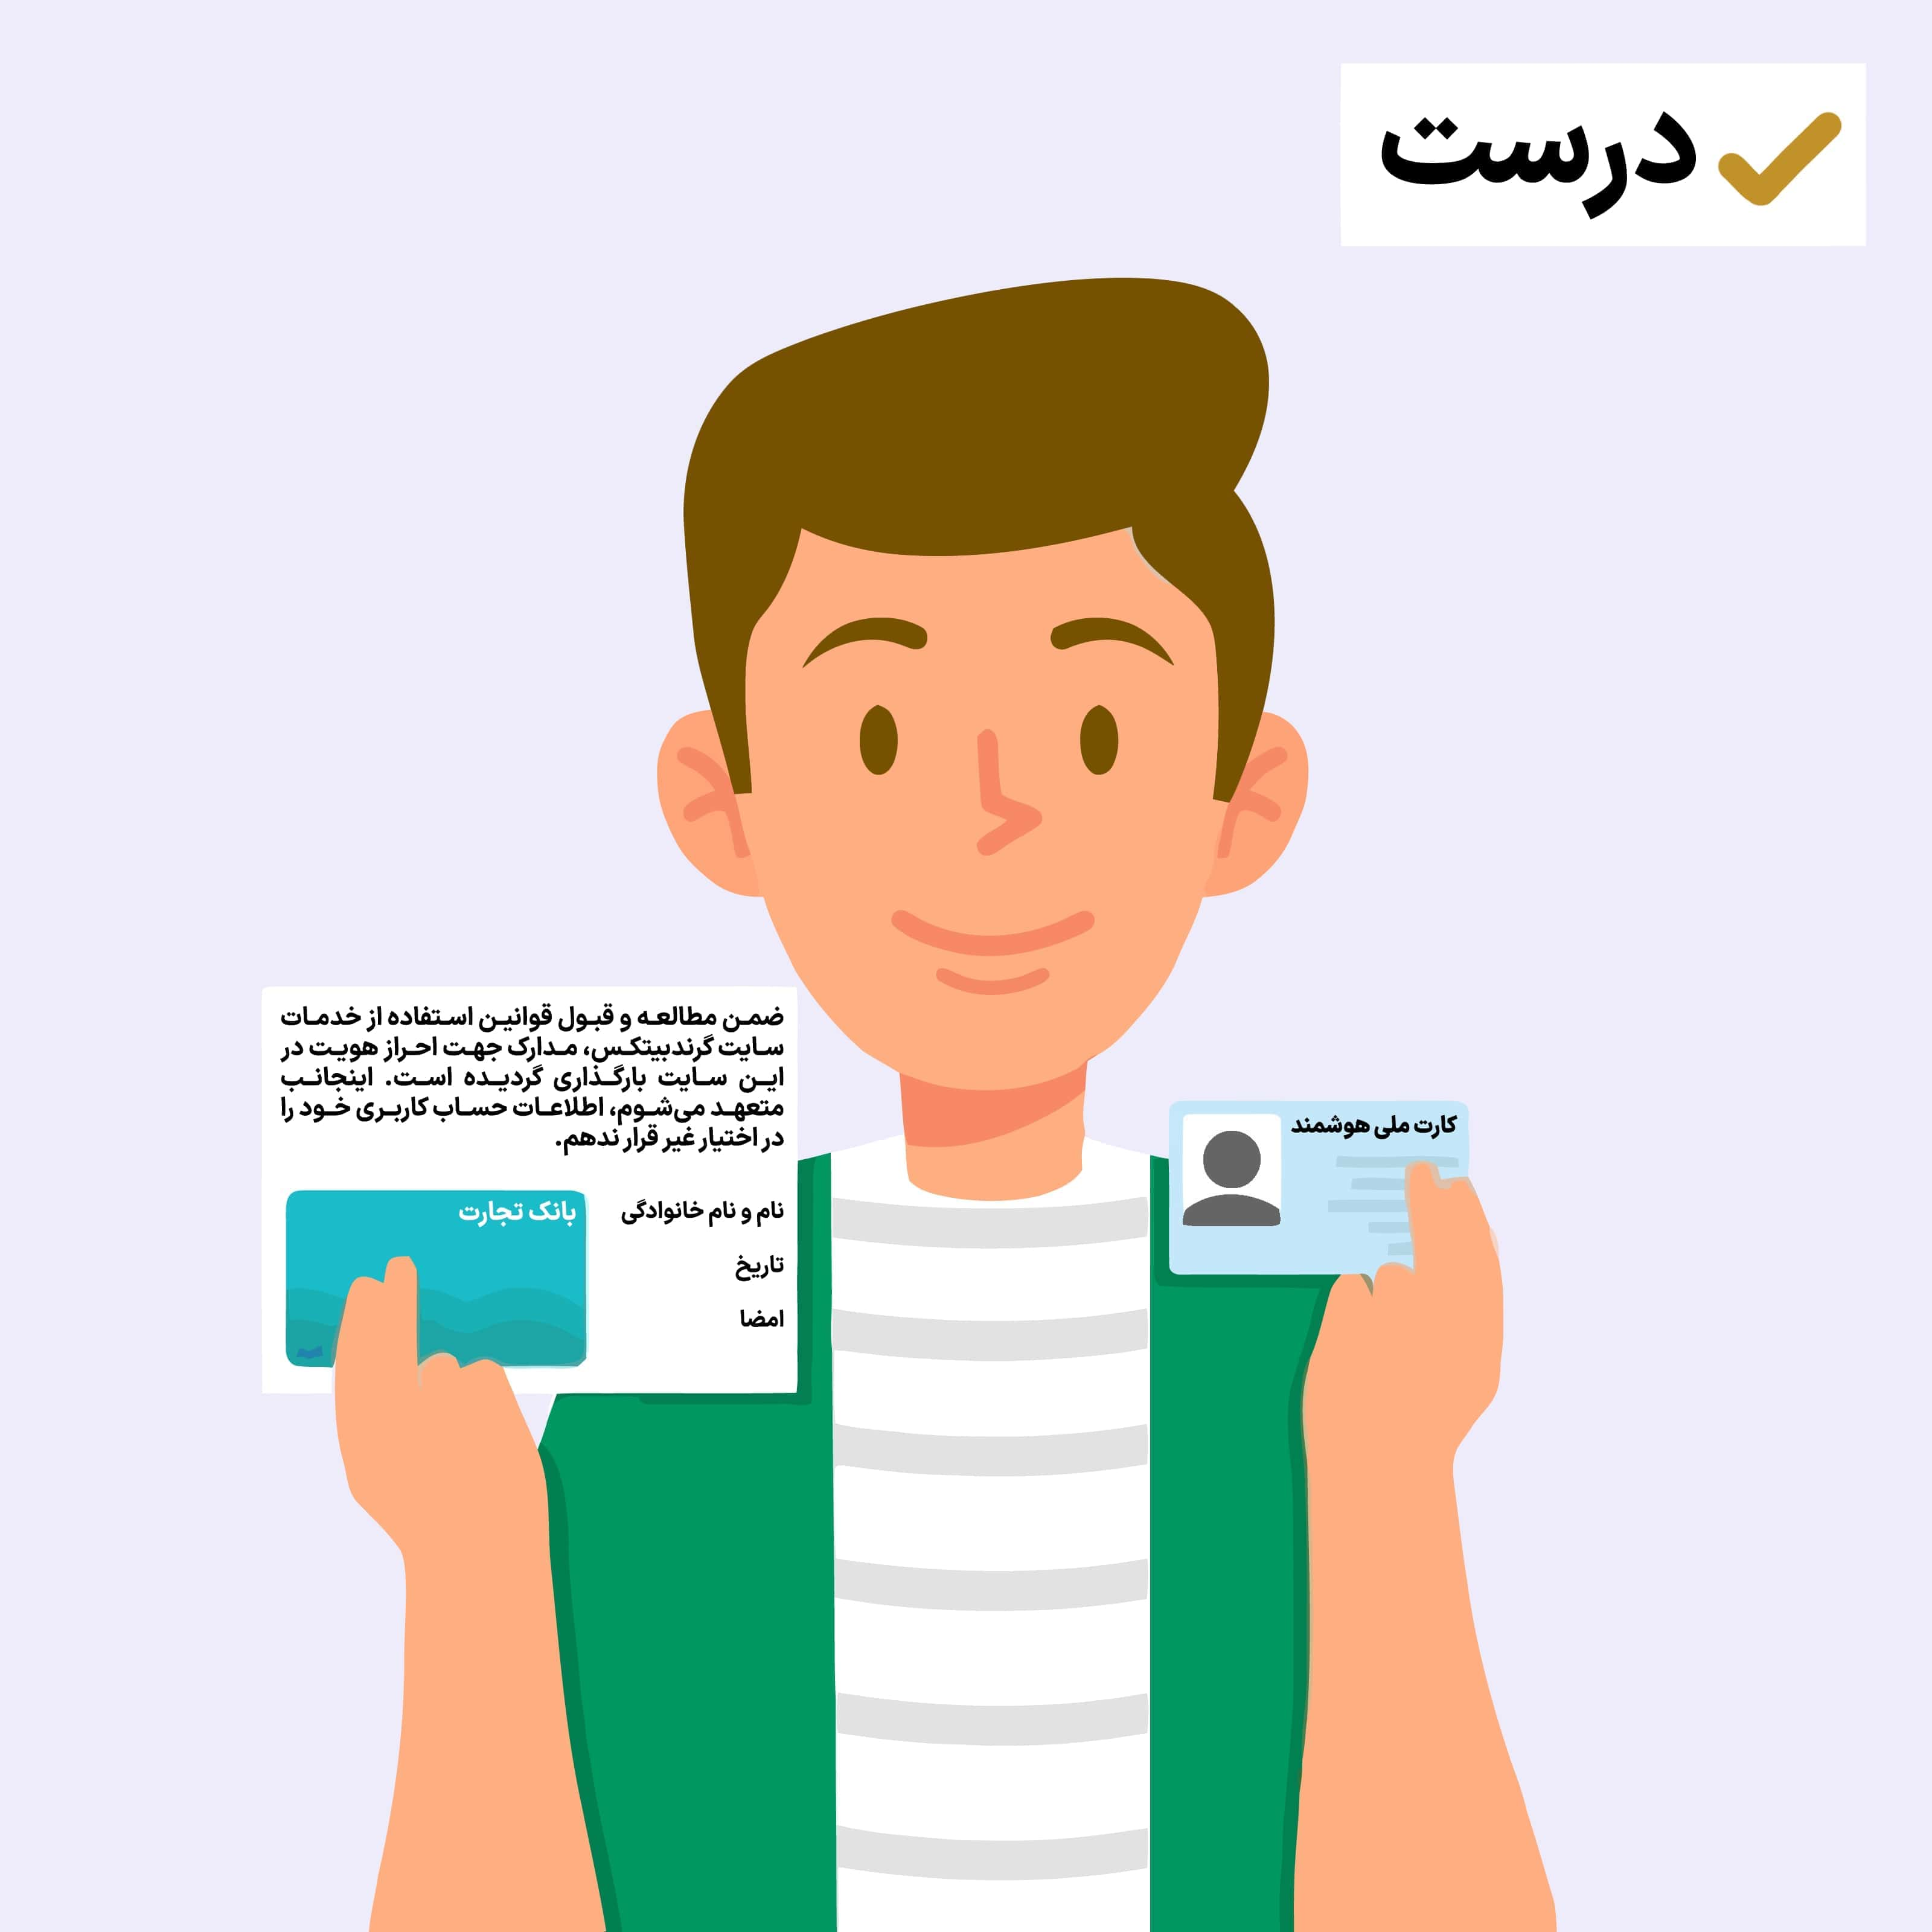 درست
ضمن مطالعه و قبول قوانین استفاده از خدمات
سایت گرندبیتکس، مدارک جهت احراز هویت در
این سایت بارگذاری گردیده است. اینجانب
متعهد می‌شوم، اطلاعات حساب کاربری خود را
در اختیار غیر قرار ندهم.
نام و نام خانوادگی
تاریخ
امضا
بانک تجارت
کارت ملی هوشمند